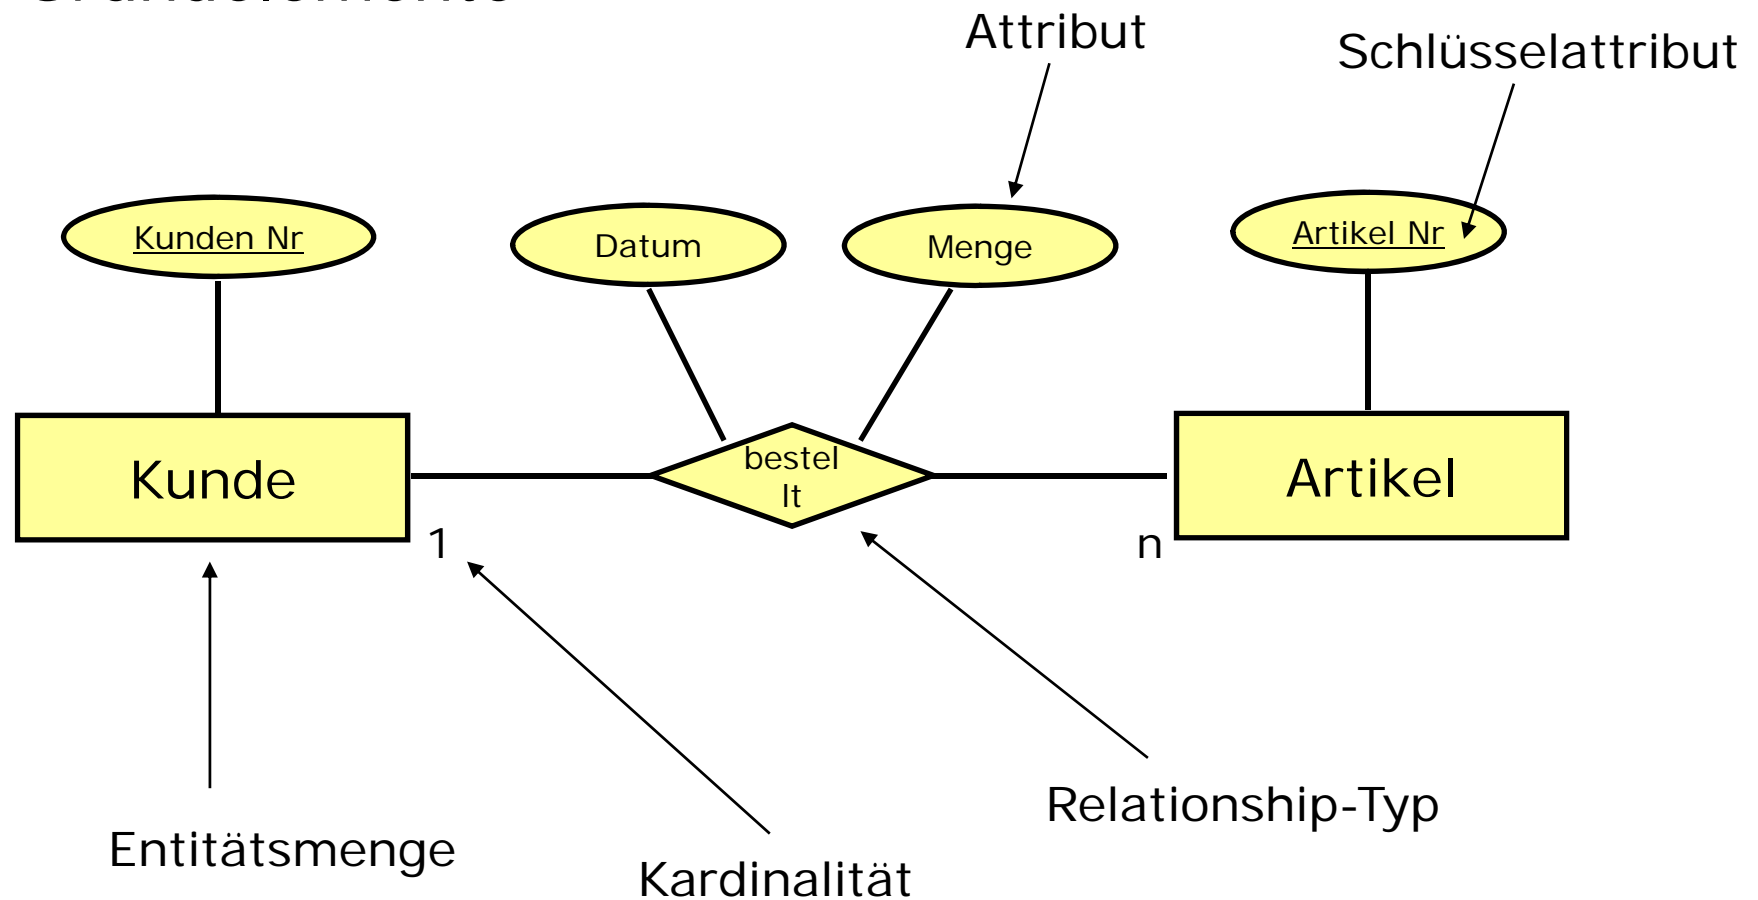 Attribut
Schlüsselattribut
Kunden Nr
Datum
Menge
Artikel Nr
Kunde
bestel
lt
Artikel
1
n
Relationship-Typ
Entitätsmenge
Kardinalität